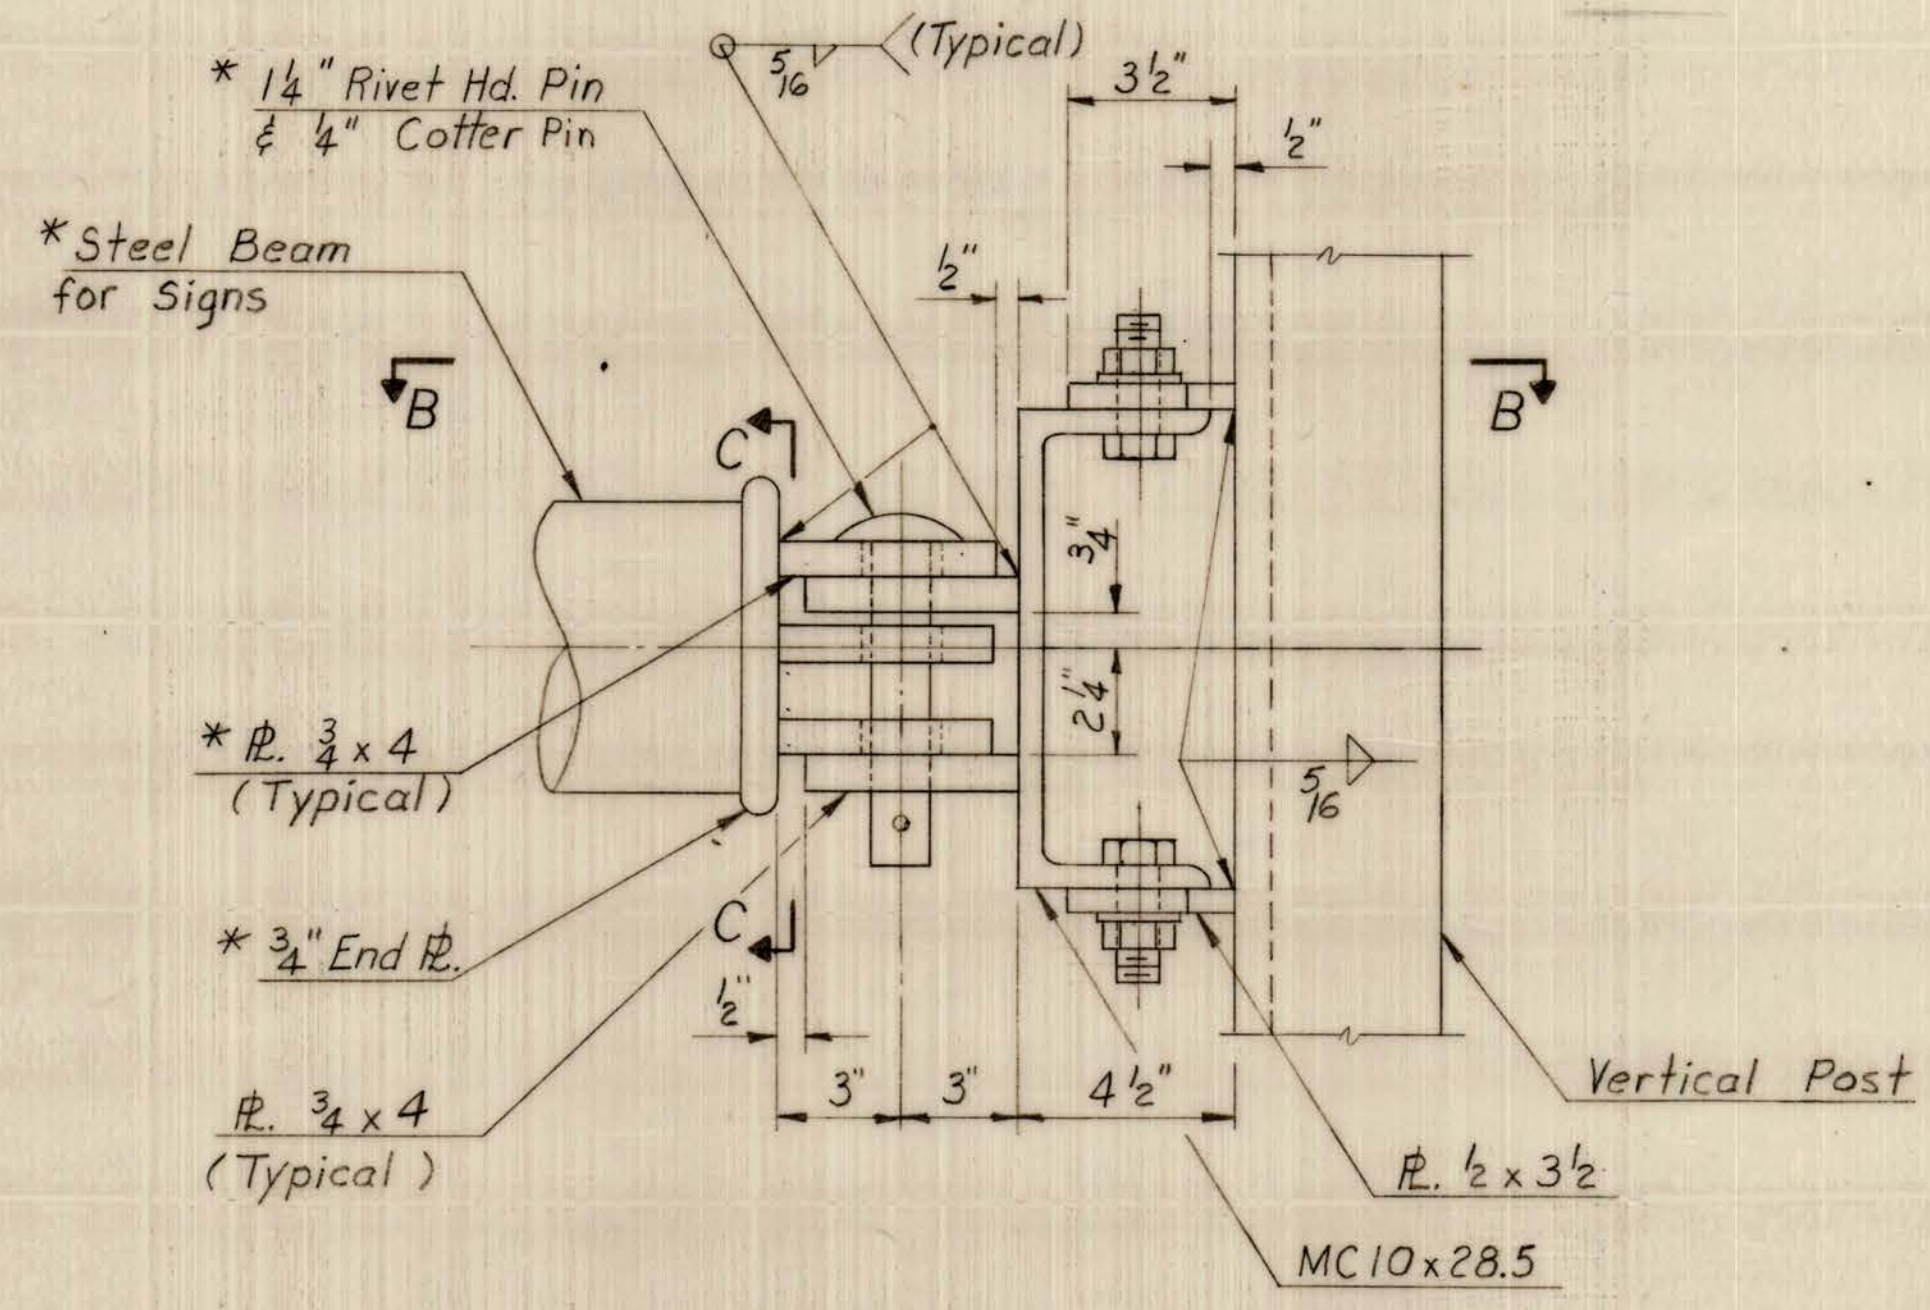 (Typical)
5/16
* 1 1/4" Rivet Hd. Pin
& 1/4" Cotter Pin
3 1/2"
1/2"
* Steel Beam
for Signs
1/2"
B
B
C
3/4"
2 1/4"
* ℙL. 3/4 x 4
(Typical)
5/16
* 3/4" End ℙL.
C
1/2"
3"
3"
4 1/2"
Vertical Post
ℙL. 3/4 x 4
(Typical)
ℙL. 1/2 x 3 1/2
MC10x28.5